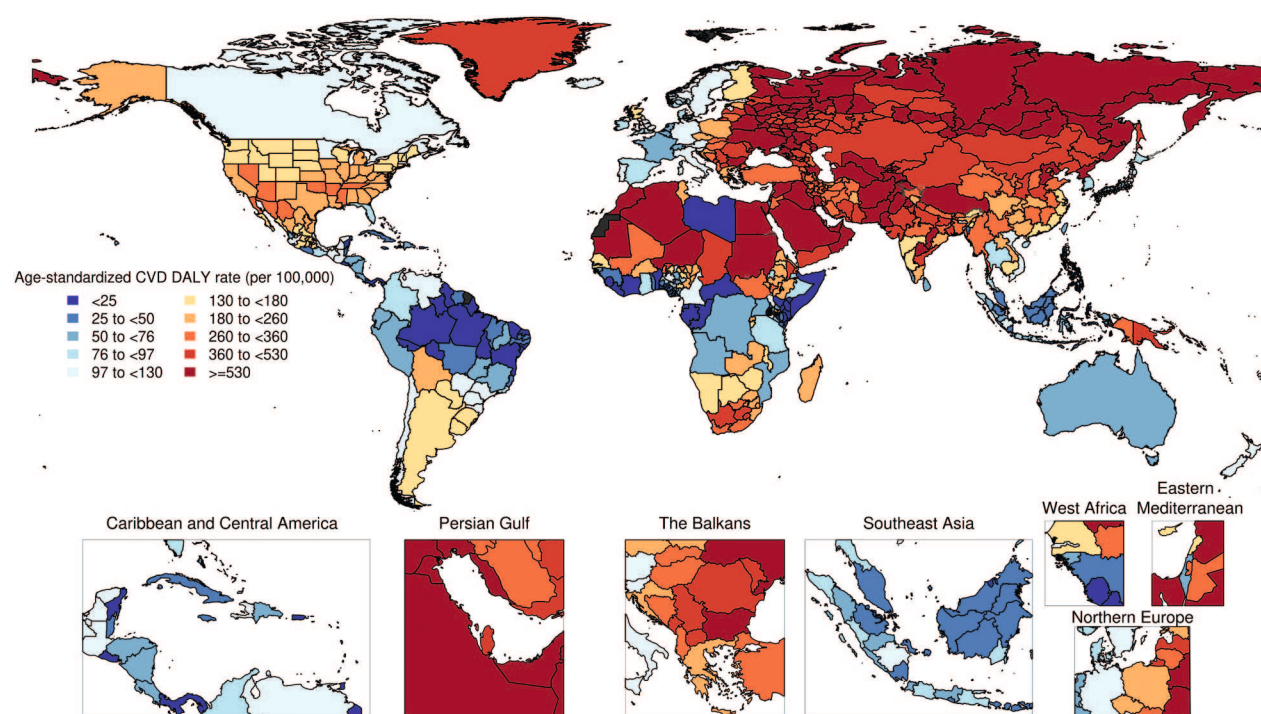 Age-standardized CVD DALY rate (per 100,000)
<25
25 to <50
50 to <76
76 to <97
97 to <130
130 to <180
180 to <260
260 to <360
360 to <530
>=530
Caribbean and Central America
Persian Gulf
The Balkans
Southeast Asia
West Africa
Eastern
Mediterranean
Northern Europe